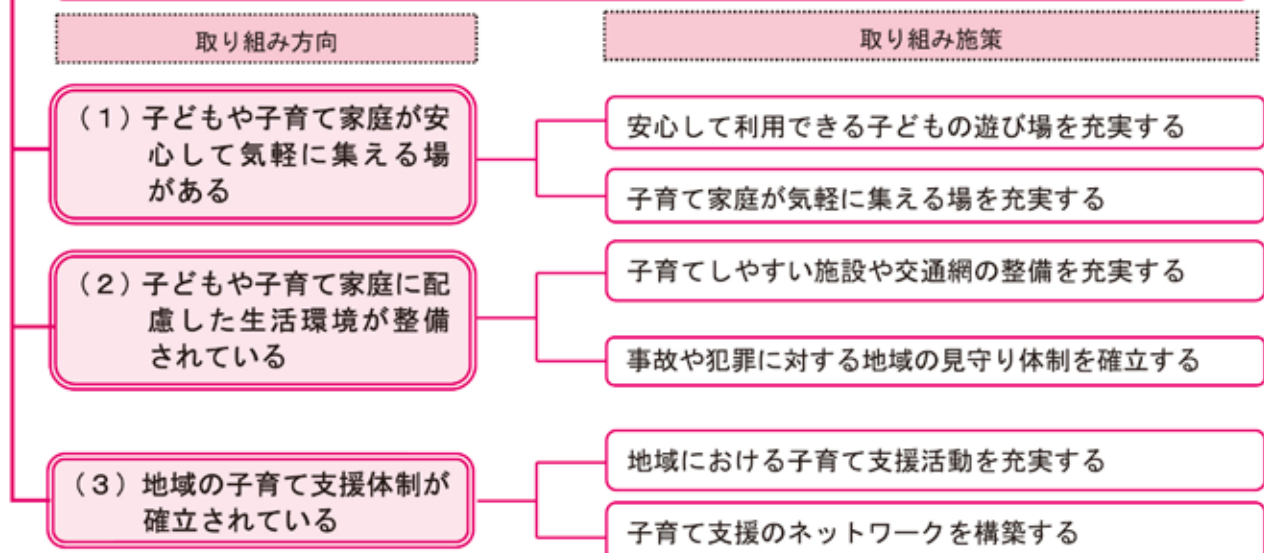 取り組み方向
取り組み施策
（１）子どもや子育て家庭が安
心して気軽に集える場
がある
安心して利用できる子どもの遊び場を充実する
子育て家庭が気軽に集える場を充実する
（２）子どもや子育て家庭に配
慮した生活環境が整備
されている
子育てしやすい施設や交通網の整備を充実する
事故や犯罪に対する地域の見守り体制を確立する
（３）地域の子育て支援体制が
確立されている
地域における子育て支援活動を充実する
子育て支援のネットワークを構築する